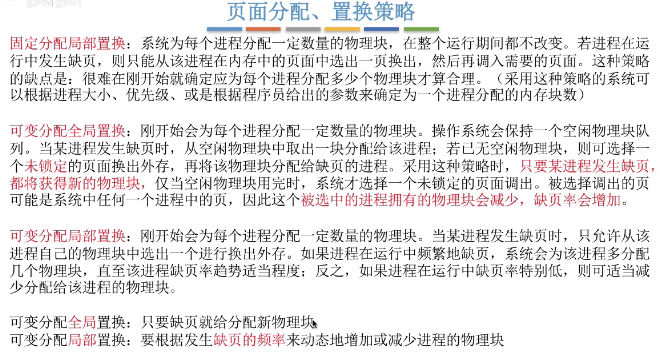 页面分配、置换策略
固定分配局部置换：系统为每个进程分配一定数量的物理块，在整个运行期间都不改变。若进程在运
行中发生缺页，则只能从该进程在内存中的页面中选出一页换出，然后再调入需要的页面。这种策略
的缺点是：很难在刚开始就确定应为每个进程分配多少个物理块才算合理。（采用这种策略的系统可
以根据进程大小、优先级、或是根据程序员给出的参数来确定为一个进程分配的内存块数）
可变分配全局置换：刚开始会为每个进程分配一定数量的物理块。操作系统会保持一个空闲物理块队
列。当某进程发生缺页时，从空闲物理块中取出一块分配给该进程；若已无空闲物理块，则可选择一
个未锁定的页面换出外存，再将该物理块分配给缺页的进程。采用这种策略时，只要某进程发生缺页，
都将获得新的物理块，仅当空闲物理块用完时，系统才选择一个未锁定的页面调出。被选择调出的页
可能是系统中任何一个进程中的页，因此这个被选中的进程拥有的物理块会减少，缺页率会增加。
可变分配局部置换：刚开始会为每个进程分配一定数量的物理块。当某进程发生缺页时，只允许从该
进程自己的物理块中选出一个进行换出外存。如果进程在运行中频繁地缺页，系统会为该进程多分配
几个物理块，直至该进程缺页率趋势适当程度；反之，如果进程在运行中缺页率特别低，则可适当减
少分配给该进程的物理块。
可变分配全局置换：只要缺页就给分配新物理块
可变分配局部置换：要根据发生缺页的频率来动态地增加或减少进程的物理块